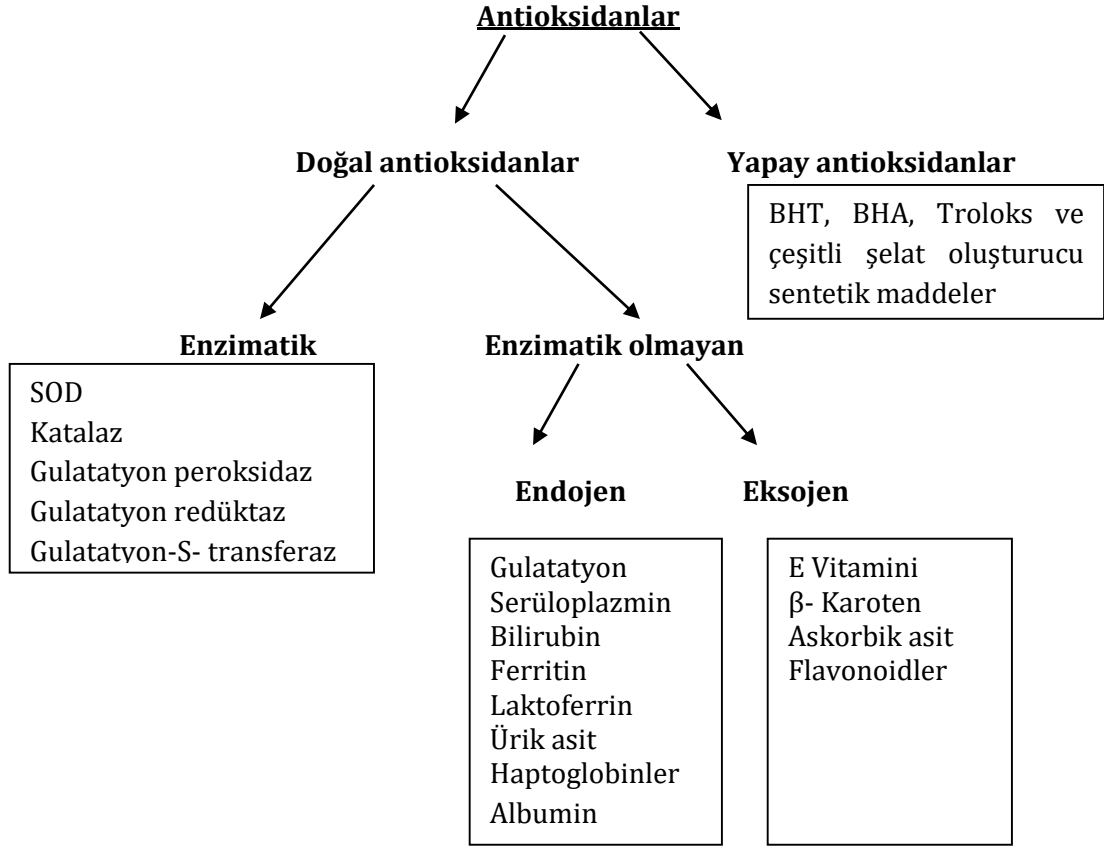 Antioksidanlar
Doğal antioksidanlar
Yapay antioksidanlar
BHT, BHA, Troloks ve
çeşitli şelat oluşturucu
sentetik maddeler
Enzimatik
SOD
Katalaz
Gulatatyon peroksidaz
Gulatatyon redüktaz
Gulatatyon-S- transferaz
Enzimatik olmayan
Endojen
Gulatatyon
Serüloplazmin
Bilirubin
Ferritin
Laktoferrin
Ürik asit
Haptoglobinler
Albumin
Eksojen
E Vitamini
β- Karoten
Askorbik asit
Flavonoidler